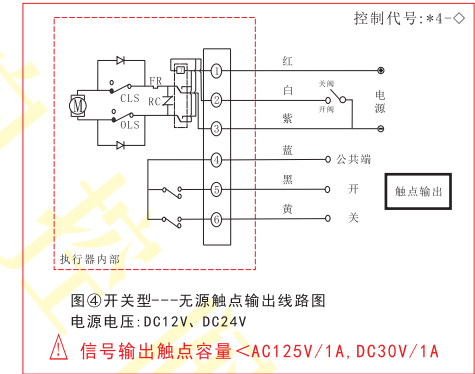 控制代号:*4-◇
红
①
白
②
关阀
开阀
电源
紫
③
FR
CLS
RC
M
OLS
蓝
④
公共端
黑
⑤
开
触点输出
黄
⑥
关
执行器内部
图④开关型---无源触点输出线路图
电源电压:DC12V、DC24V
信号输出触点容量<AC125V/1A,DC30V/1A